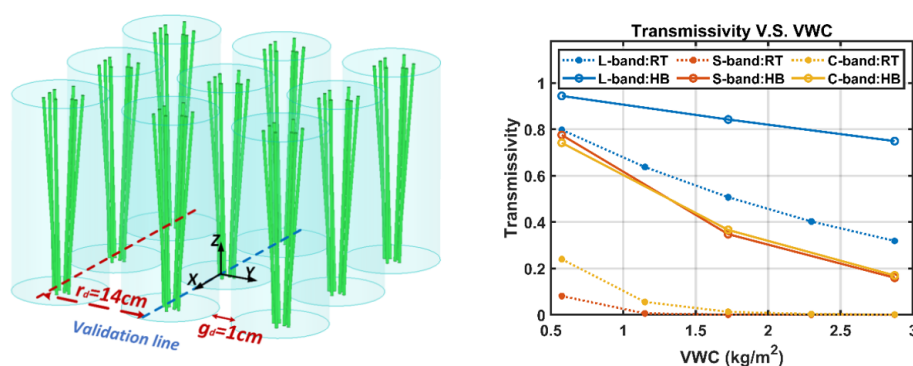 Z
X
Y
r_d=14cm
g_d=1cm
Validation line
Transmissivity V.S. VWC
L-band:RT S-band:RT C-band:RT
L-band:HB S-band:HB C-band:HB
Transmissivity
1
0.8
0.6
0.4
0.2
0
0.5 1 1.5 2 2.5 3
VWC (kg/m²)